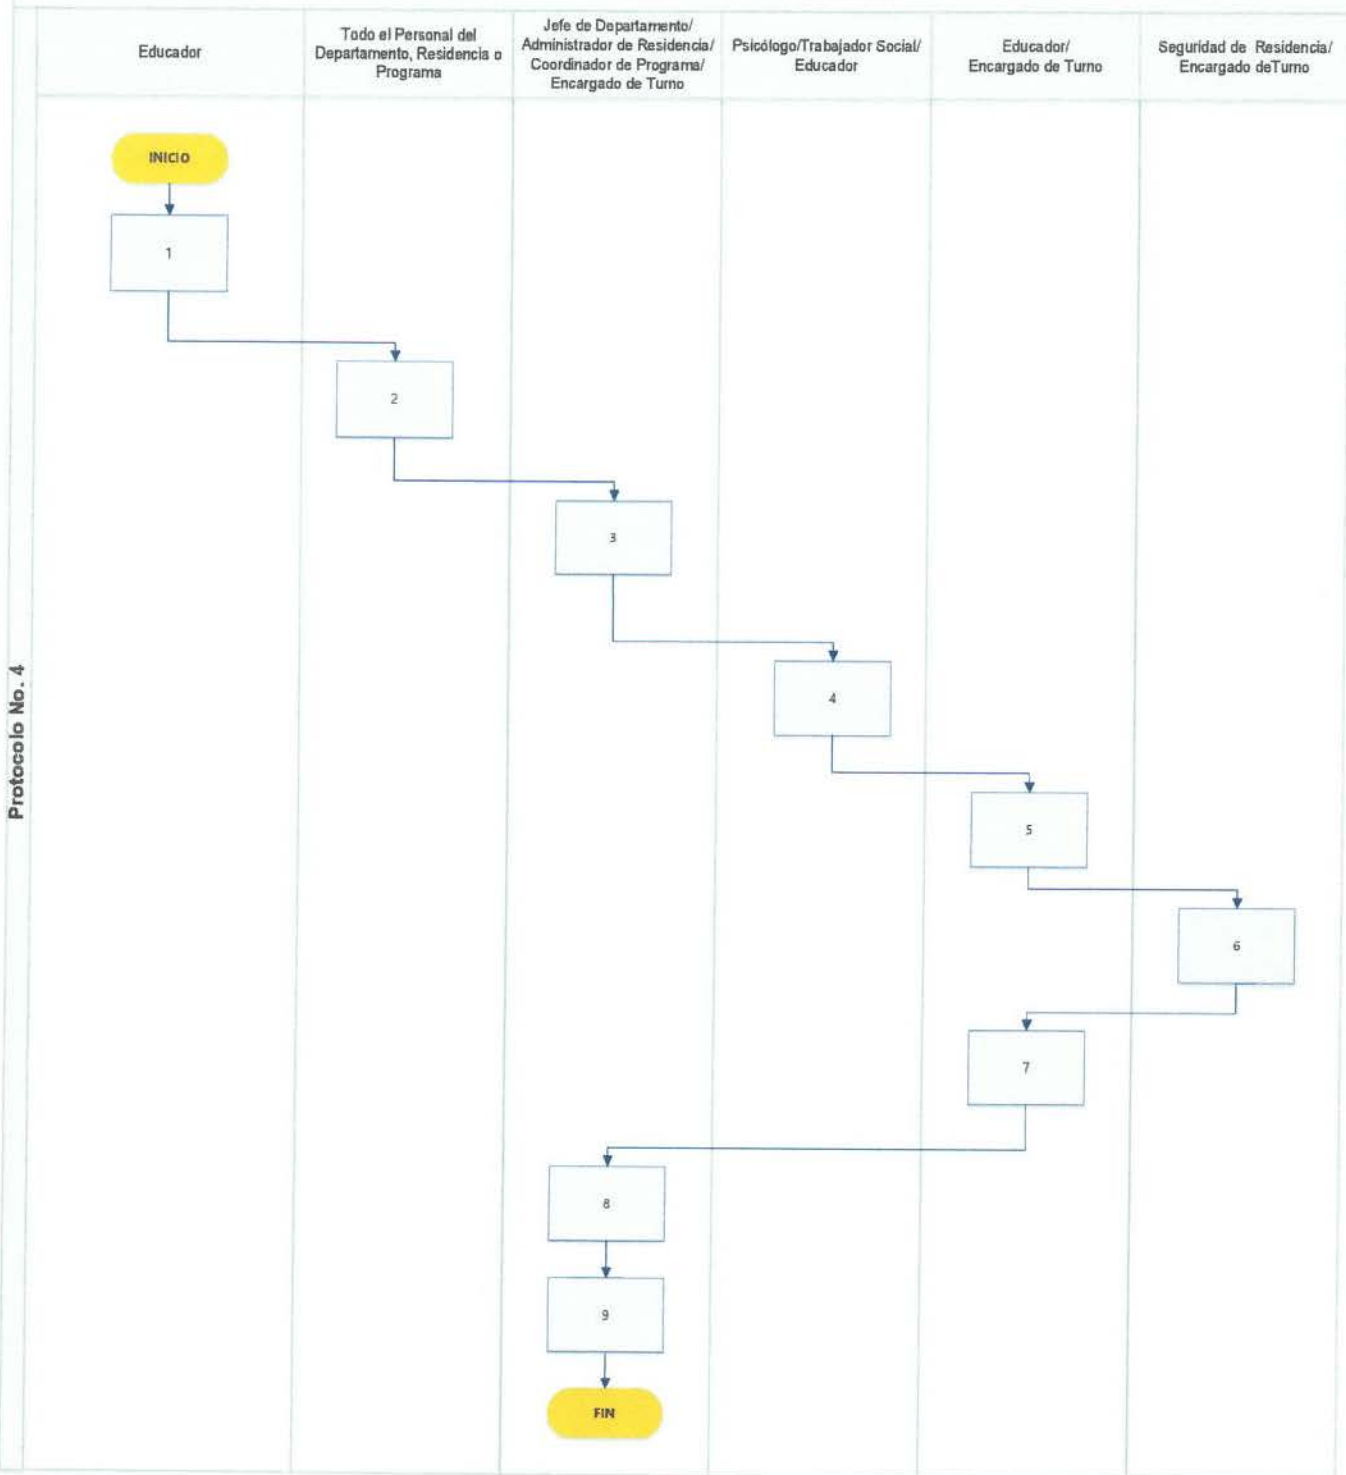 Protocolo No. 4
Educador
Todo el Personal del
Departamento, Residencia o
Programa
Jefe de Departamento/
Administrador de Residencia/
Coordinador de Programa/
Encargado de Turno
Psicólogo/Trabajador Social/
Educador
Educador/
Encargado de Turno
Seguridad de Residencia/
Encargado deTurno
INICIO
1
2
3
4
5
6
7
8
9
FIN